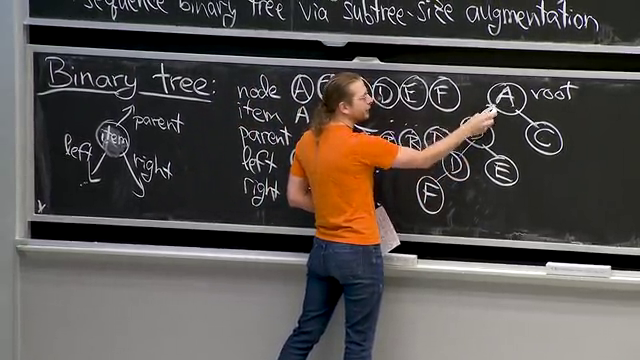 sequence binary tree via subtree-size augmentation
Binary tree:
item
parent
left
right
node A D E F
item A
parent
left
right
B D
A root
C
D E
F